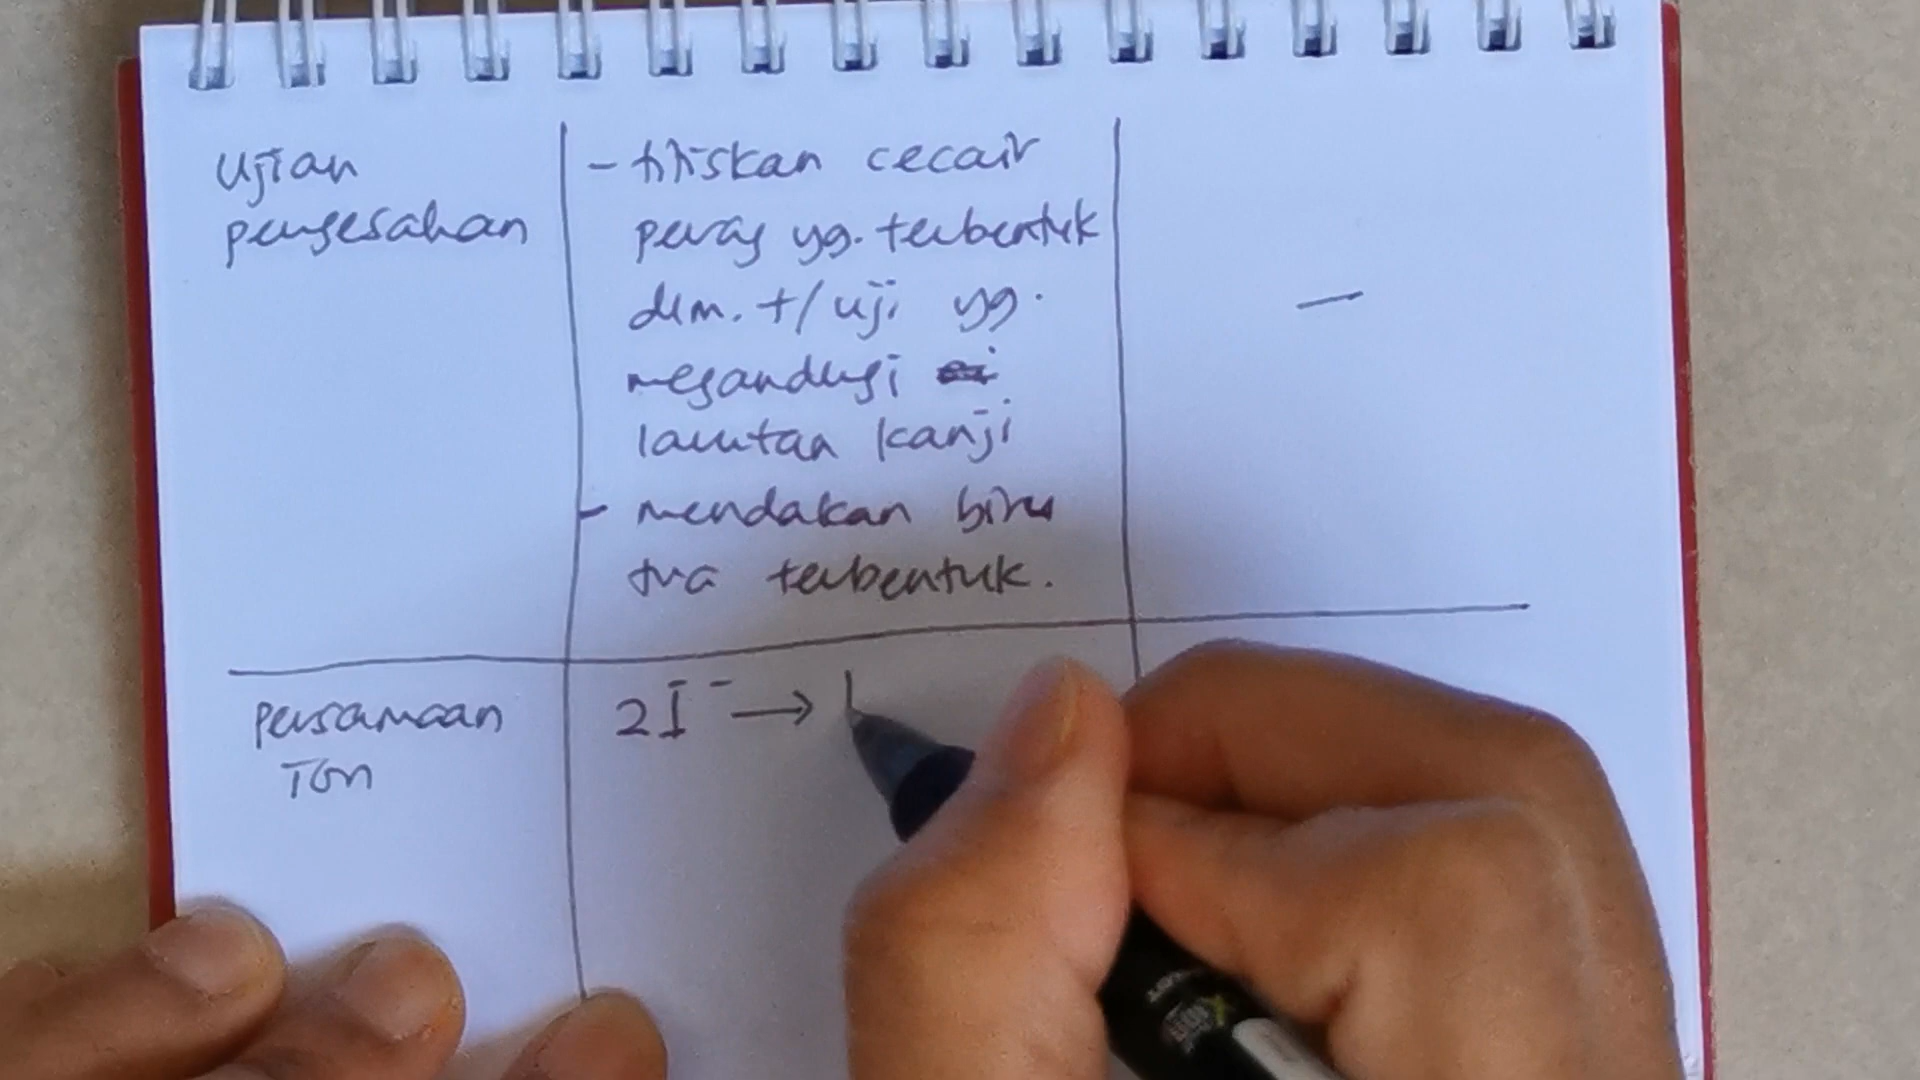 Ujian
pengesahan
- titiskan cecair
perang yg. terbentuk
dlm. t/uji yg.
megandugi
larutan kanji
- mendakan biru
tua terbentuk.
—
persamaan
Ion
2I⁻ → I